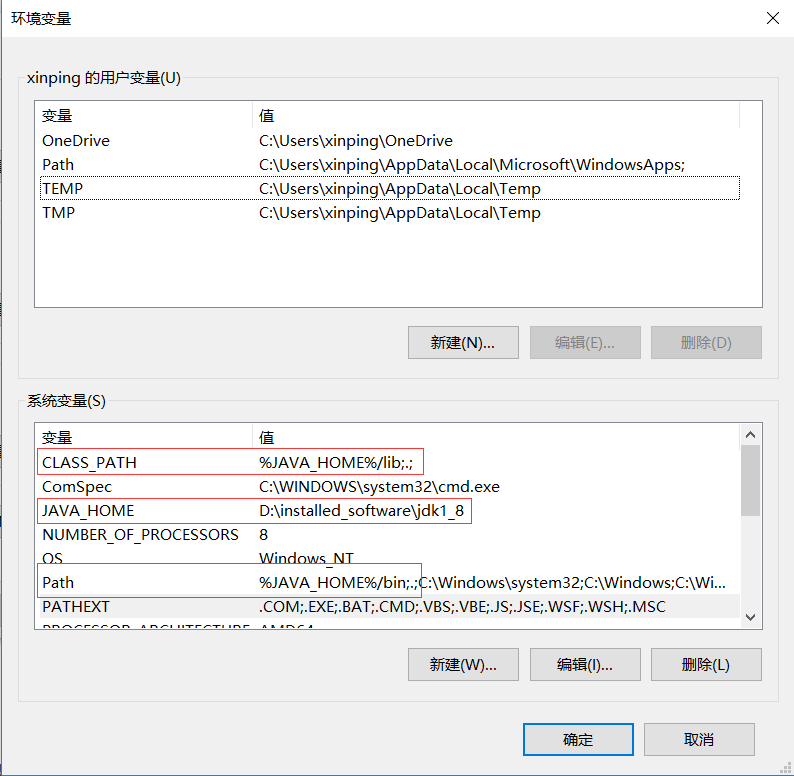 环境变量
xinping 的用户变量(U)
变量 值
OneDrive C:\Users\xinping\OneDrive
Path C:\Users\xinping\AppData\Local\Microsoft\WindowsApps;
TEMP C:\Users\xinping\AppData\Local\Temp
TMP C:\Users\xinping\AppData\Local\Temp
新建(N)... 编辑(E)... 删除(D)
系统变量(S)
变量 值
CLASS_PATH %JAVA_HOME%/lib;.;
ComSpec C:\WINDOWS\system32\cmd.exe
JAVA_HOME D:\installed_software\jdk1_8
NUMBER_OF_PROCESSORS 8
OS Windows_NT
Path %JAVA_HOME%/bin;.;C:\Windows\system32;C:\Windows;C:\Wi...
PATHEXT .COM;.EXE;.BAT;.CMD;.VBS;.VBE;.JS;.JSE;.WSF;.WSH;.MSC
PROCESSOR_ARCHITECTURE AMD64
新建(W)... 编辑(I)... 删除(L)
确定 取消